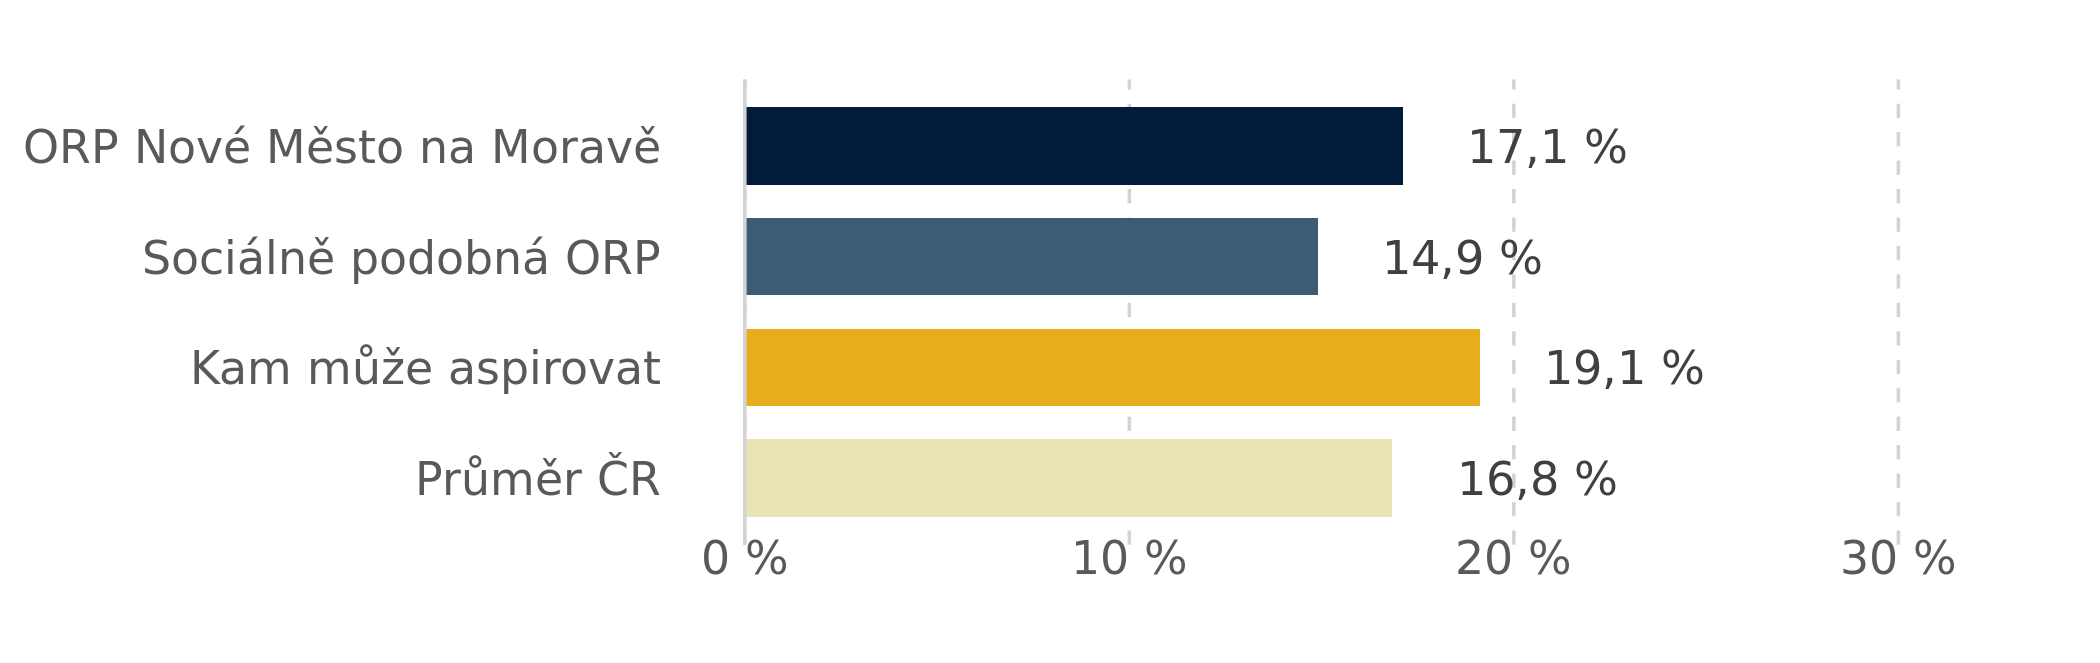 ORP Nové Město na Moravě 17,1 %
Sociálně podobná ORP 14,9 %
Kam může aspirovat 19,1 %
Průměr ČR 16,8 %
0 % 10 % 20 % 30 %